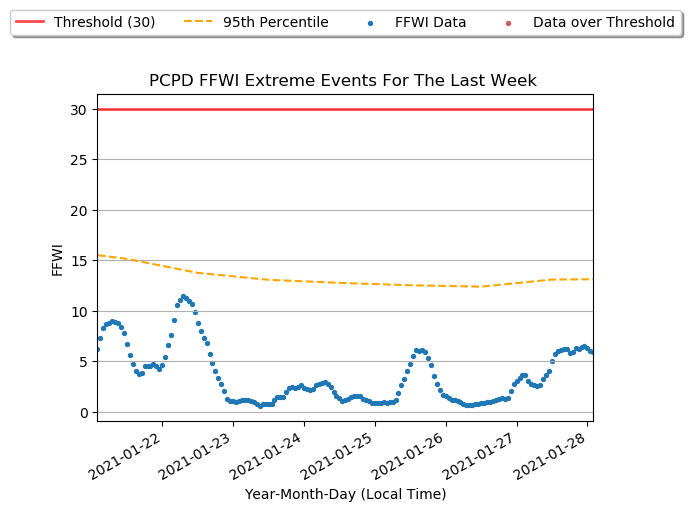 Threshold (30) 95th Percentile FFWI Data Data over Threshold
PCPD FFWI Extreme Events For The Last Week
30
25
20
15
10
5
0
FFWI
2021-01-22 2021-01-23 2021-01-24 2021-01-25 2021-01-26 2021-01-27 2021-01-28
Year-Month-Day (Local Time)